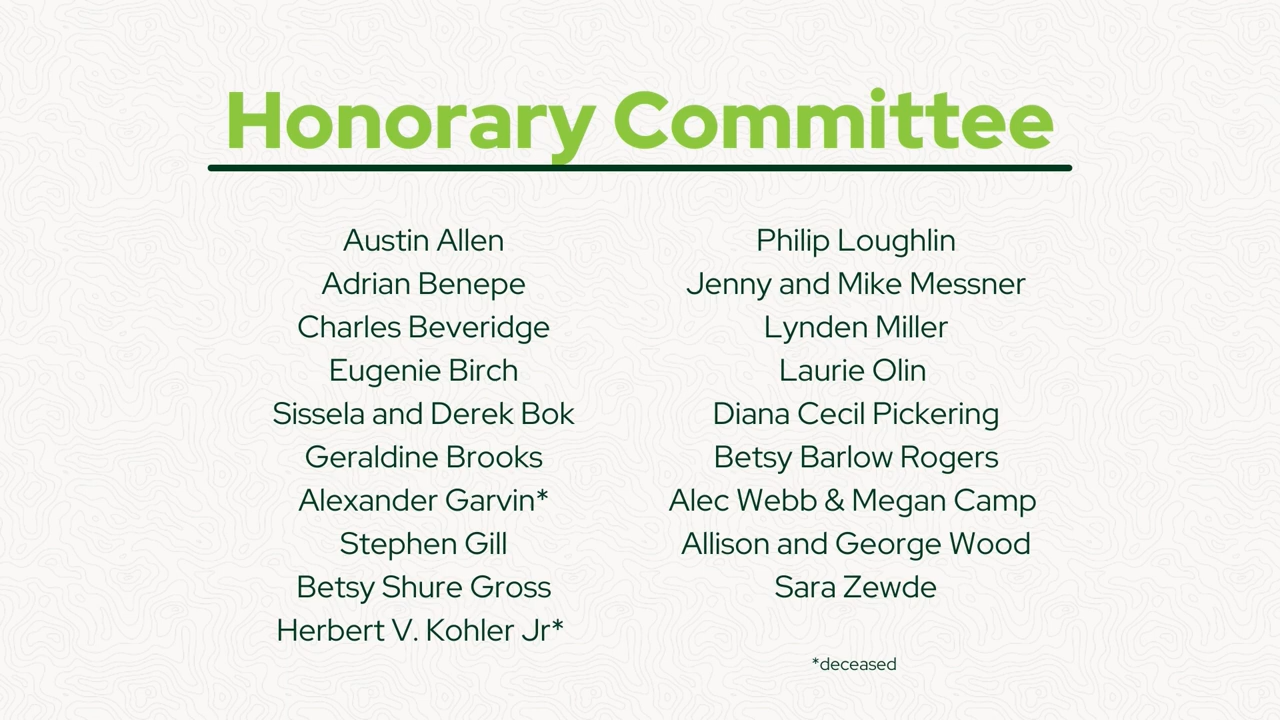 Honorary Committee
Austin Allen
Adrian Benepe
Charles Beveridge
Eugenie Birch
Sissela and Derek Bok
Geraldine Brooks
Alexander Garvin*
Stephen Gill
Betsy Shure Gross
Herbert V. Kohler Jr*
Philip Loughlin
Jenny and Mike Messner
Lynden Miller
Laurie Olin
Diana Cecil Pickering
Betsy Barlow Rogers
Alec Webb & Megan Camp
Allison and George Wood
Sara Zewde
*deceased